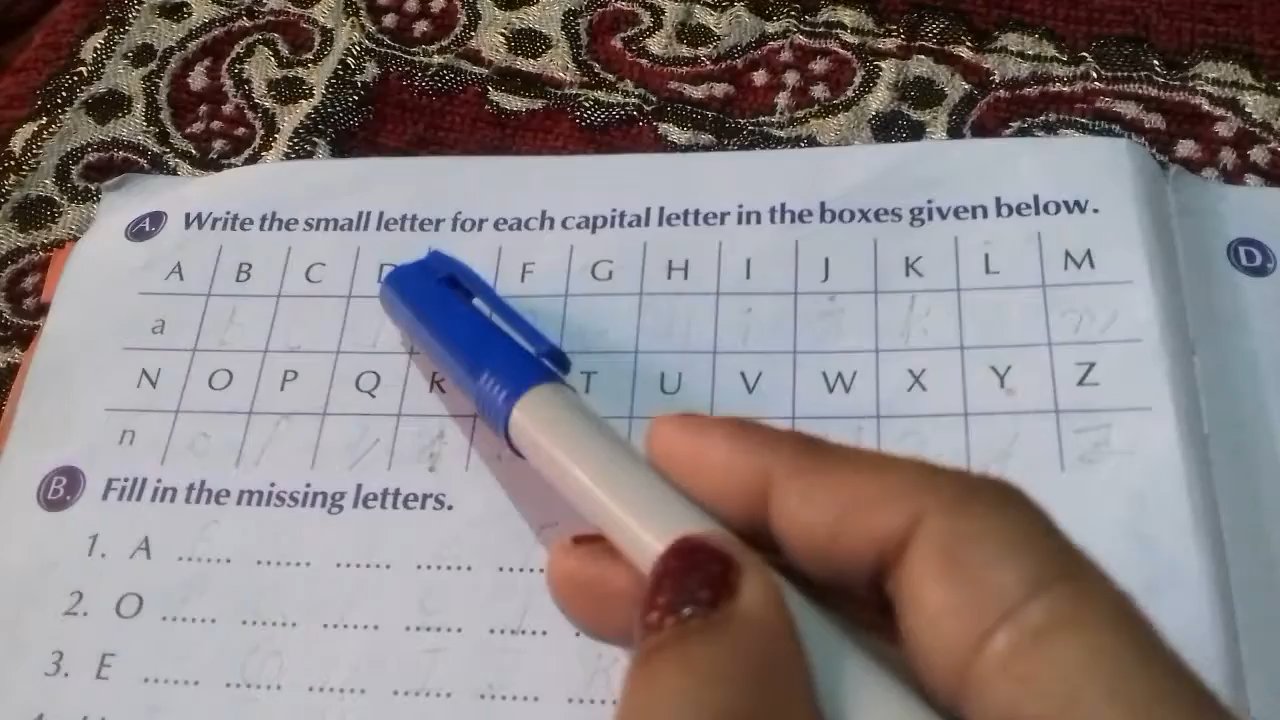 A. Write the small letter for each capital letter in the boxes given below.
A B C D F G H I J K L M
a
N O P Q R T U V W X Y Z
n
B. Fill in the missing letters.
1. A ...... ...... ...... ...... .....
2. O ...... ...... ...... ...... ......
3. E ...... ...... ...... ...... ...... .....
D.